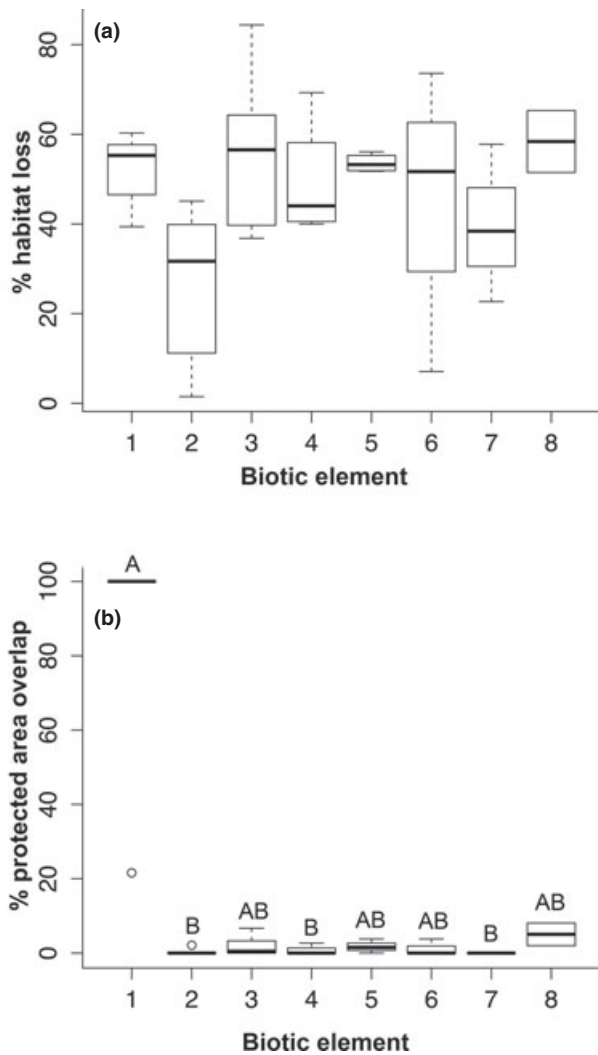 (a)
% habitat loss
80
60
40
20
0
1 2 3 4 5 6 7 8
Biotic element
(b)
% protected area overlap
100
80
60
40
20
0
A
B AB B AB AB B AB
1 2 3 4 5 6 7 8
Biotic element